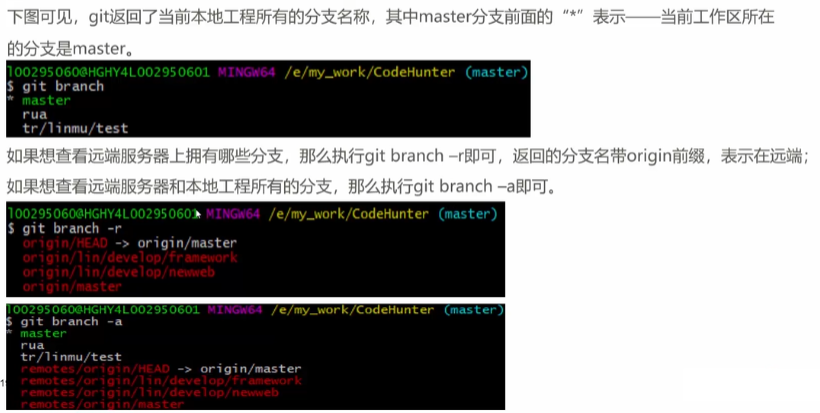 下图可见，git返回了当前本地工程所有的分支名称，其中master分支前面的“*”表示——当前工作区所在
的分支是master。
l00295060@HGHY4L002950601 MINGW64 /e/my_work/CodeHunter (master)
$ git branch
* master
rua
tr/linmu/test
如果想查看远端服务器上拥有哪些分支，那么执行git branch –r即可，返回的分支名带origin前缀，表示在远端；
如果想查看远端服务器和本地工程所有的分支，那么执行git branch –a即可。
l00295060@HGHY4L002950601 MINGW64 /e/my_work/CodeHunter (master)
$ git branch -r
origin/HEAD -> origin/master
origin/lin/develop/framework
origin/lin/develop/newweb
origin/master
l00295060@HGHY4L002950601 MINGW64 /e/my_work/CodeHunter (master)
$ git branch -a
* master
rua
tr/linmu/test
remotes/origin/HEAD -> origin/master
remotes/origin/lin/develop/framework
remotes/origin/lin/develop/newweb
remotes/origin/master